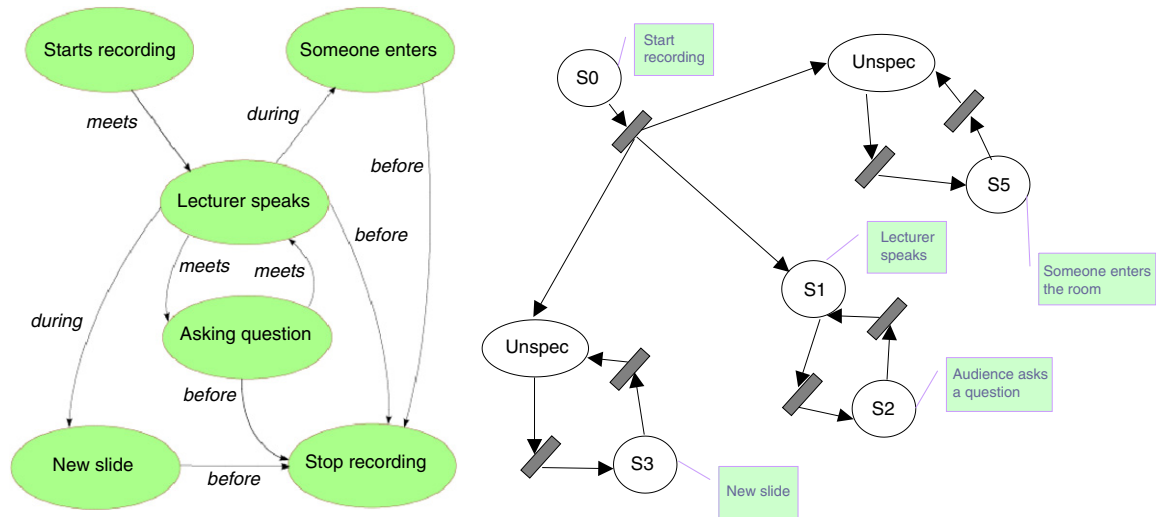 Starts recording
Someone enters
meets
during
before
Lecturer speaks
before
meets
meets
during
Asking question
before
New slide
before
Stop recording
S0
Start
recording
Unspec
S5
Someone enters
the room
Lecturer
speaks
S1
Unspec
Audience asks
a question
S2
S3
New slide